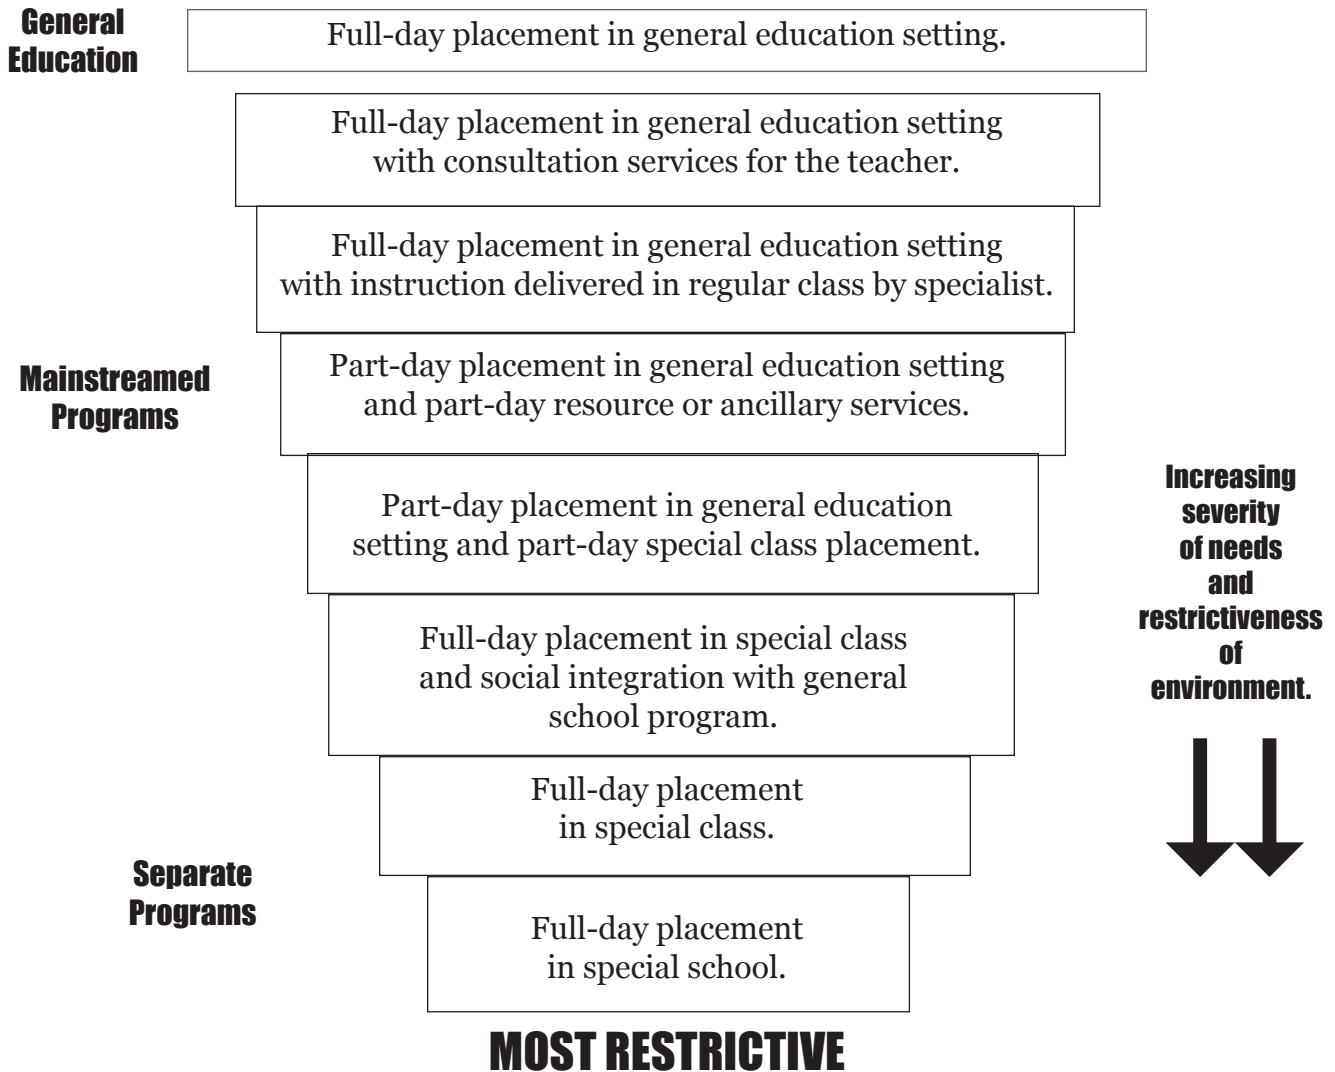 General
Education
Full-day placement in general education setting.
Full-day placement in general education setting
with consultation services for the teacher.
Full-day placement in general education setting
with instruction delivered in regular class by specialist.
Mainstreamed
Programs
Part-day placement in general education setting
and part-day resource or ancillary services.
Part-day placement in general education
setting and part-day special class placement.
Increasing
severity
of needs
and
restrictiveness
of
environment.
Full-day placement in special class
and social integration with general
school program.
Full-day placement
in special class.
Separate
Programs
Full-day placement
in special school.
MOST RESTRICTIVE